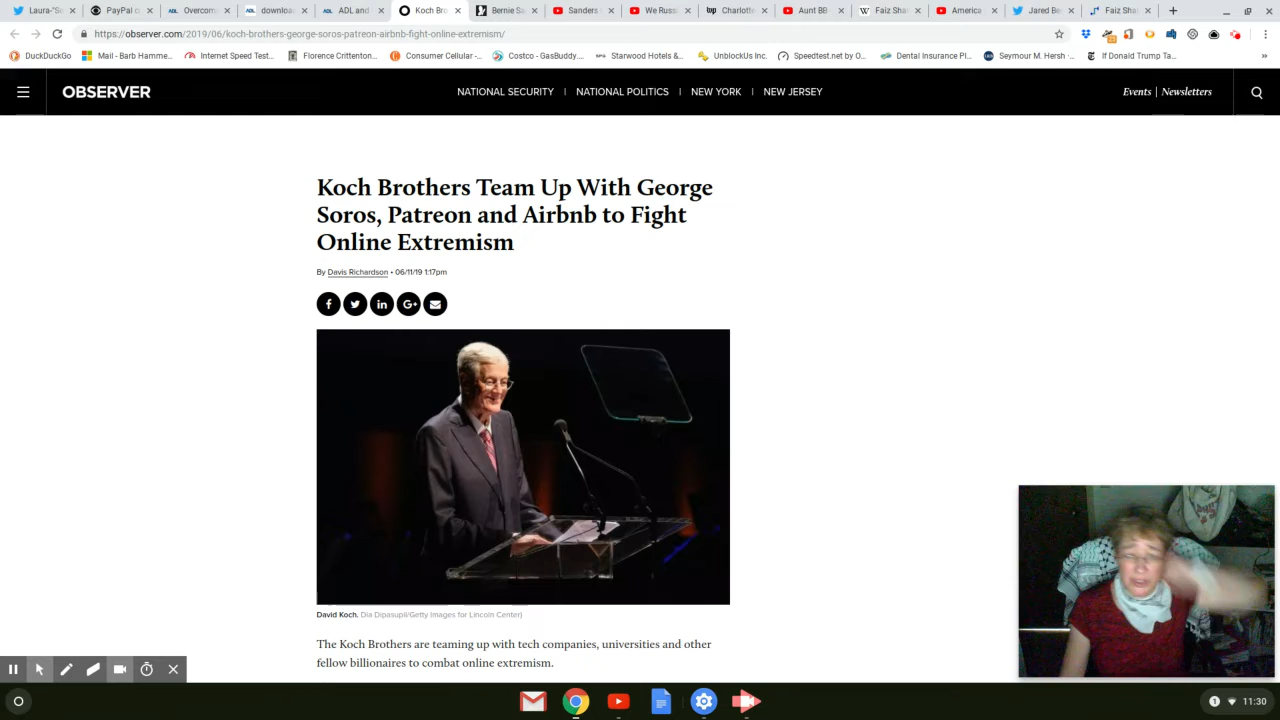 Laura-"So
PayPal c
Overcom
downloa
ADL and
Koch Bro
Bernie Sa
Sanders
We Russi
Charlotte
Aunt BB
Faiz Shar
America
Jared Be
Faiz Shal
https://observer.com/2019/06/koch-brothers-george-soros-patreon-airbnb-fight-online-extremism/
DuckDuckGo
Mail - Barb Hamme...
Internet Speed Test...
Florence Crittenton...
Consumer Cellular -...
Costco - GasBuddy....
Starwood Hotels &...
UnblockUs Inc.
Speedtest.net by O...
Dental Insurance Pl...
Seymour M. Hersh ·...
If Donald Trump Ta...
OBSERVER
NATIONAL SECURITY | NATIONAL POLITICS | NEW YORK | NEW JERSEY
Events | Newsletters
Koch Brothers Team Up With George
Soros, Patreon and Airbnb to Fight
Online Extremism
By Davis Richardson • 06/11/19 1:17pm
David Koch. Dia Dipasupil/Getty Images for Lincoln Center)
The Koch Brothers are teaming up with tech companies, universities and other
fellow billionaires to combat online extremism.
1
11:30